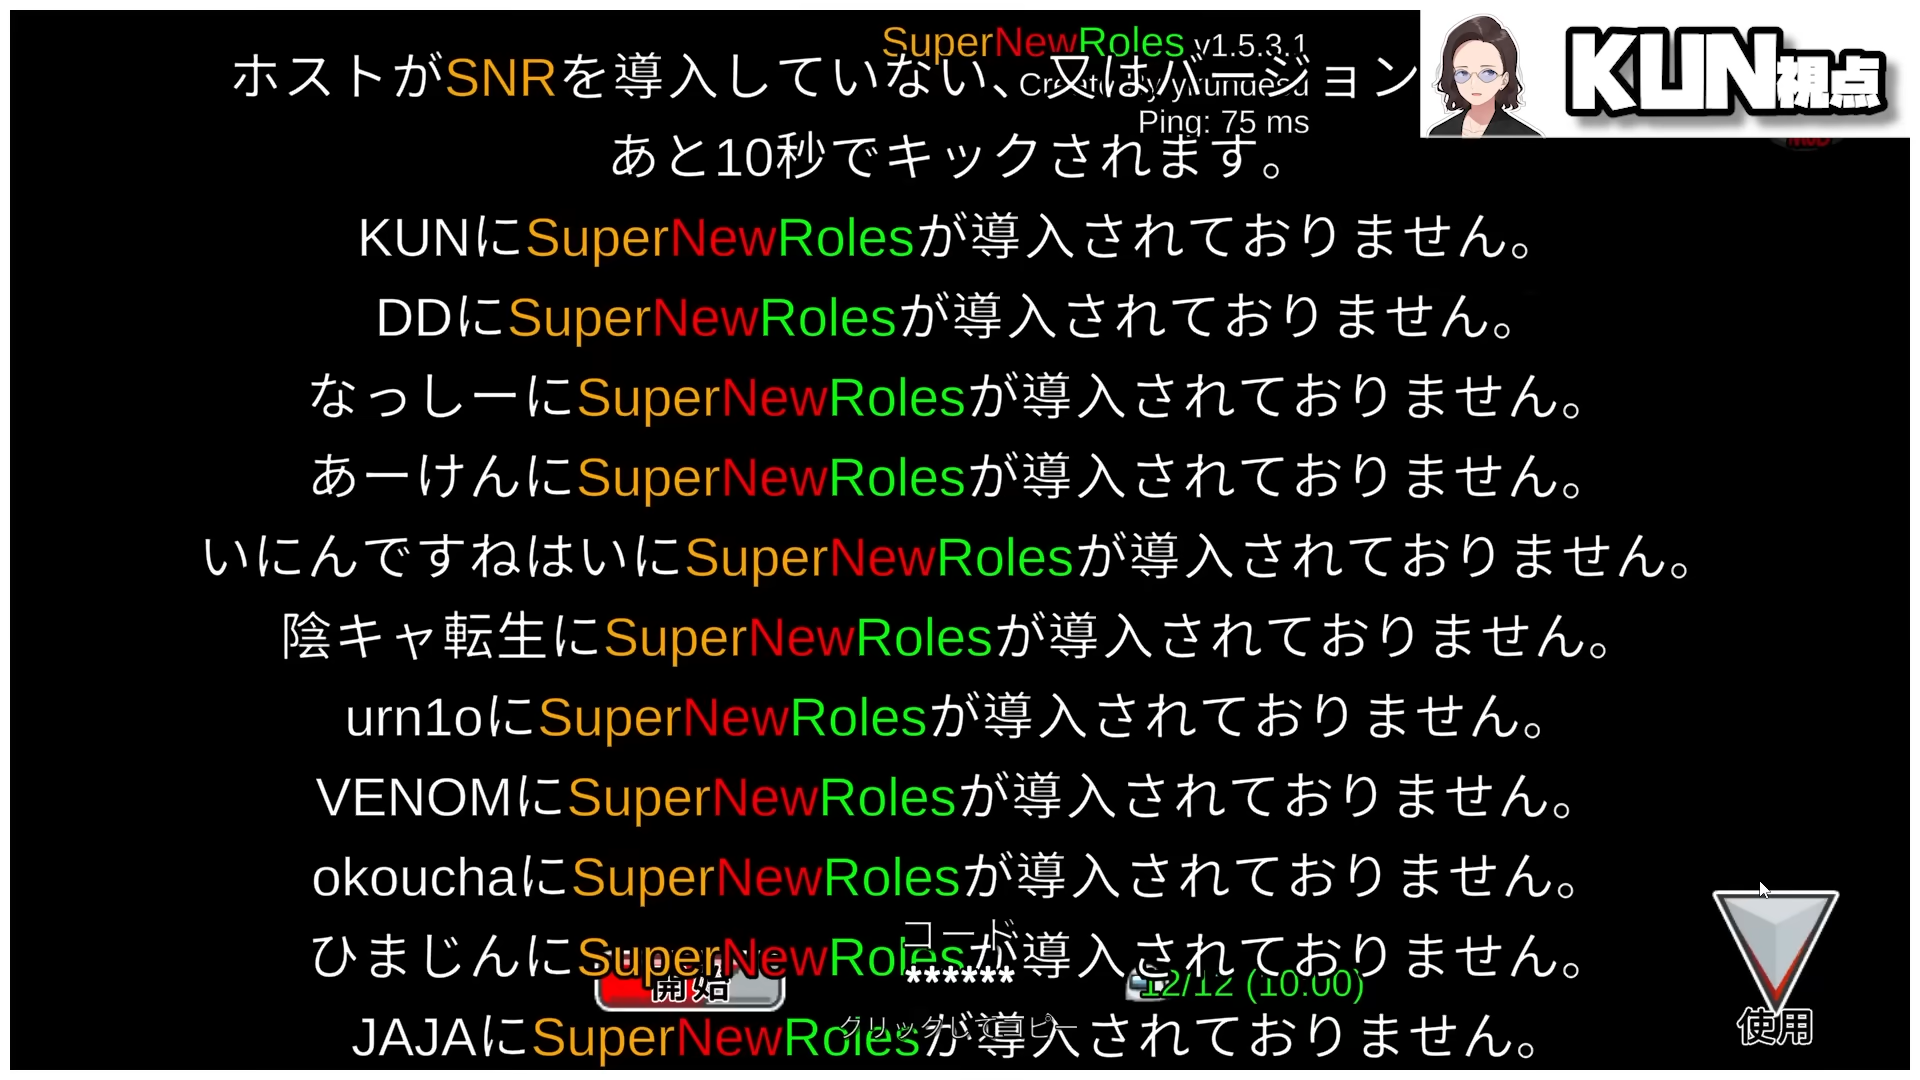 SuperNewRoles v1.5.3.1
KUN視点
ホストがSNRを導入していない、又はバージョン
Ping: 75 ms
あと10秒でキックされます。
KUNにSuperNewRolesが導入されておりません。
DDにSuperNewRolesが導入されておりません。
なっしーにSuperNewRolesが導入されておりません。
あーけんにSuperNewRolesが導入されておりません。
いにんですねはいにSuperNewRolesが導入されておりません。
陰キャ転生にSuperNewRolesが導入されておりません。
urn1oにSuperNewRolesが導入されておりません。
VENOMにSuperNewRolesが導入されておりません。
okouchaにSuperNewRolesが導入されておりません。
コード
ひまじんにSuperNewRolesが導入されておりません。
******
開始
12/12 (10:00)
クリックしてコピー
JAJAにSuperNewRolesが導入されておりません。
使用